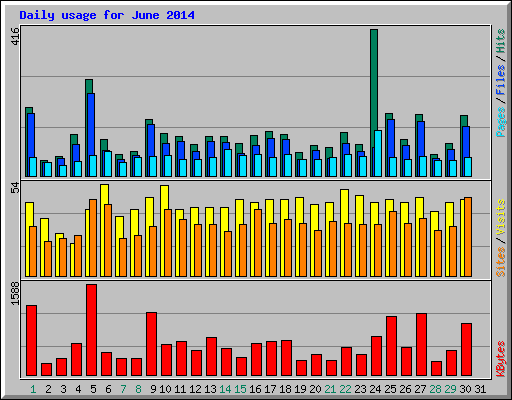 Daily usage for June 2014
416
Pages / Files / Hits
54
Sites / Visits
1588
KBytes
1 2 3 4 5 6 7 8 9 10 11 12 13 14 15 16 17 18 19 20 21 22 23 24 25 26 27 28 29 30 31